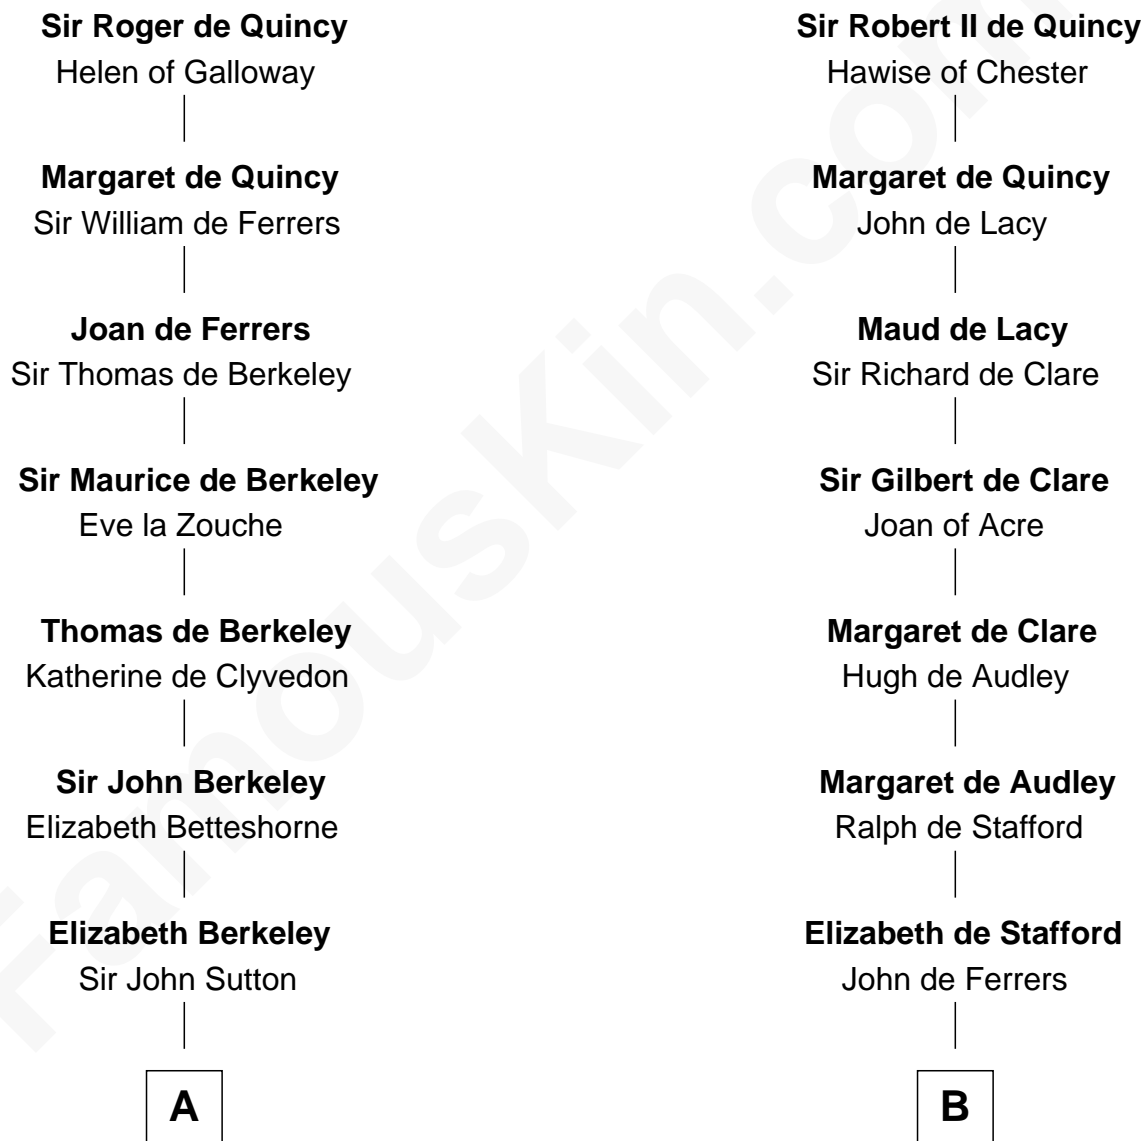 Sir Roger de Quincy
Helen of Galloway
Margaret de Quincy
Sir William de Ferrers
Joan de Ferrers
Sir Thomas de Berkeley
Sir Maurice de Berkeley
Eve la Zouche
Thomas de Berkeley
Katherine de Clyvedon
Sir John Berkeley
Elizabeth Betteshorne
Elizabeth Berkeley
Sir John Sutton
A
Sir Robert II de Quincy
Hawise of Chester
Margaret de Quincy
John de Lacy
Maud de Lacy
Sir Richard de Clare
Sir Gilbert de Clare
Joan of Acre
Margaret de Clare
Hugh de Audley
Margaret de Audley
Ralph de Stafford
Elizabeth de Stafford
John de Ferrers
B
FamousKin.com